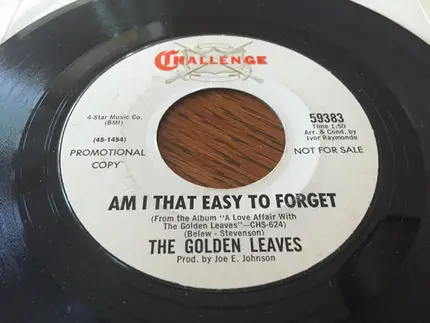 CHALLENGE
4-Star Music Co.
(BMI)
(45-1454)
PROMOTIONAL
COPY
59383
Time 1:50
Arr. & Cond. by
Ivor Raymonde
NOT FOR SALE
AM I THAT EASY TO FORGET
(From the Album "A Love Affair With
The Golden Leaves"—CHS-624)
(Belew - Stevenson)
THE GOLDEN LEAVES
Prod. by Joe E. Johnson